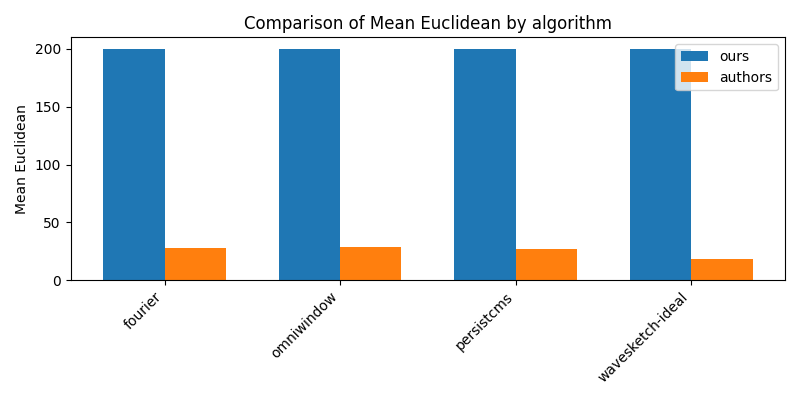 Comparison of Mean Euclidean by algorithm
Mean Euclidean
200
150
100
50
0
ours
authors
fourier
omniwindow
persistcms
wavesketch-ideal